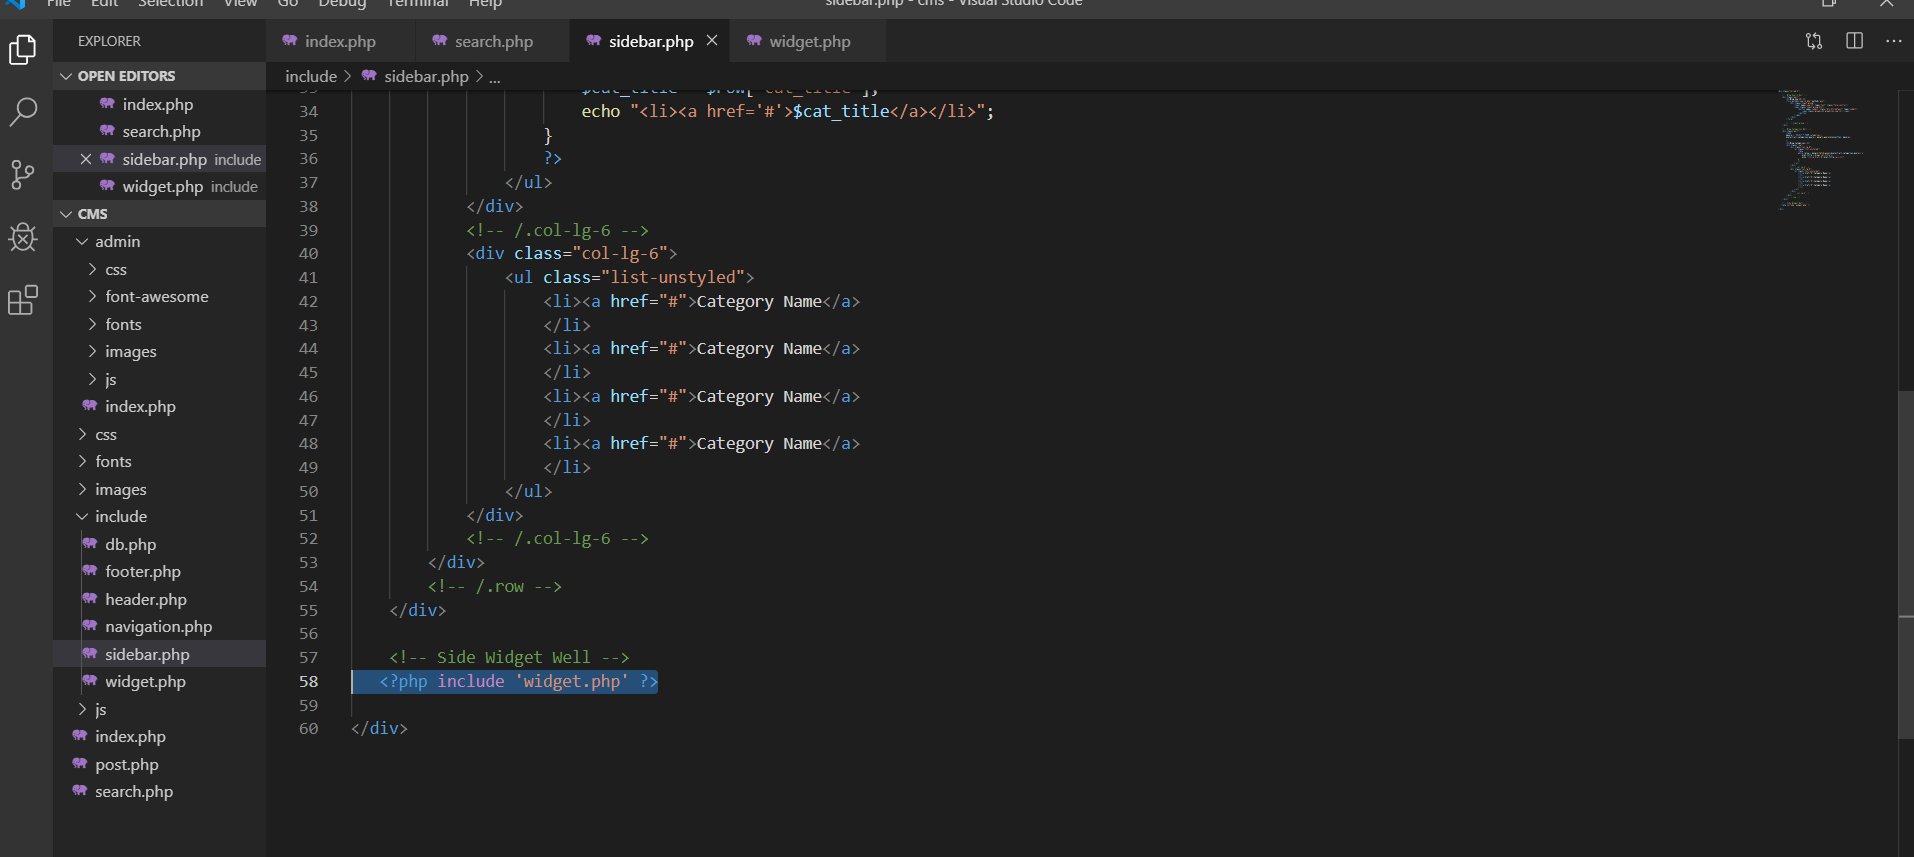 File Edit Selection View Go Debug Terminal Help
sidebar.php - cms - Visual Studio Code
EXPLORER
OPEN EDITORS
index.php
search.php
sidebar.php include
widget.php include
CMS
admin
css
font-awesome
fonts
images
js
index.php
css
fonts
images
include
db.php
footer.php
header.php
navigation.php
sidebar.php
widget.php
js
index.php
post.php
search.php
index.php search.php sidebar.php widget.php
include > sidebar.php > ...
33 $cat_title = $row['cat_title'];
34 echo "<li><a href='#'>$cat_title</a></li>";
35 }
36 ?>
37 </ul>
38 </div>
39 <!-- /.col-lg-6 -->
40 <div class="col-lg-6">
41 <ul class="list-unstyled">
42 <li><a href="#">Category Name</a>
43 </li>
44 <li><a href="#">Category Name</a>
45 </li>
46 <li><a href="#">Category Name</a>
47 </li>
48 <li><a href="#">Category Name</a>
49 </li>
50 </ul>
51 </div>
52 <!-- /.col-lg-6 -->
53 </div>
54 <!-- /.row -->
55 </div>
56
57 <!-- Side Widget Well -->
58 <?php include 'widget.php' ?>
59
60 </div>